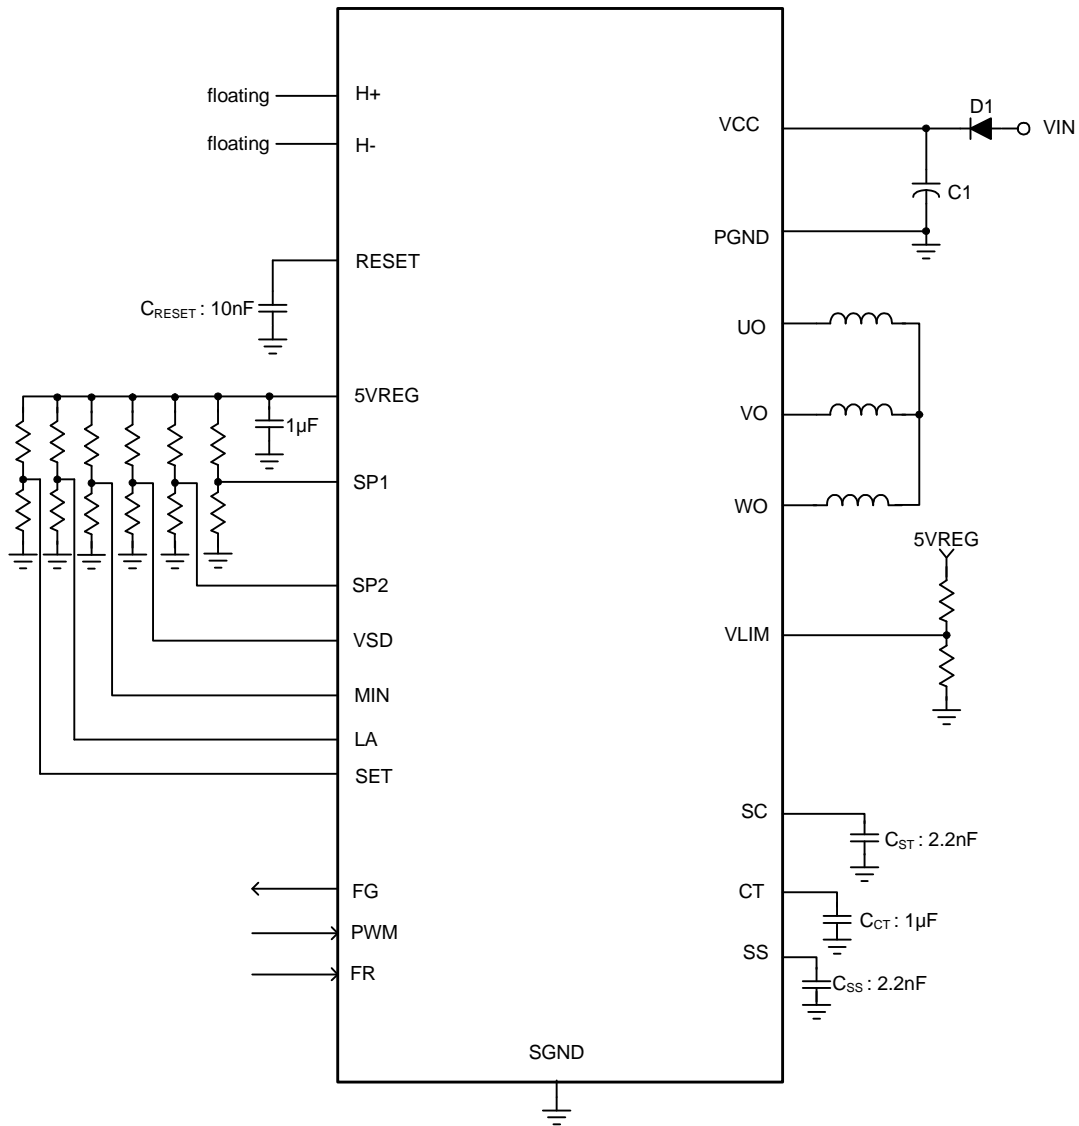 floating
H+
floating
H-
RESET
CRESET : 10nF
5VREG
1µF
SP1
SP2
VSD
MIN
LA
SET
FG
PWM
FR
SGND
VCC
D1
VIN
C1
PGND
UO
VO
WO
5VREG
VLIM
SC
CST : 2.2nF
CT
CCT : 1µF
SS
CSS : 2.2nF